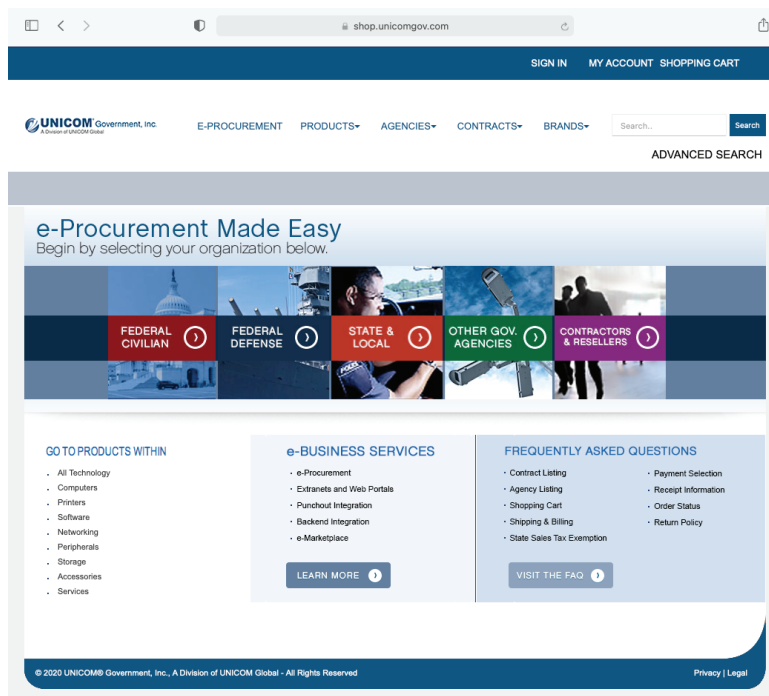 shop.unicomgov.com
SIGN IN MY ACCOUNT SHOPPING CART
UNICOM® Government, Inc.
A Division of UNICOM Global
E-PROCUREMENT PRODUCTS AGENCIES CONTRACTS BRANDS Search.. Search
ADVANCED SEARCH
e-Procurement Made Easy
Begin by selecting your organization below.
FEDERAL
CIVILIAN
FEDERAL
DEFENSE
STATE &
LOCAL
OTHER GOV.
AGENCIES
CONTRACTORS
& RESELLERS
POLICE
GO TO PRODUCTS WITHIN
· All Technology
· Computers
· Printers
· Software
· Networking
· Peripherals
· Storage
· Accessories
· Services
e-BUSINESS SERVICES
· e-Procurement
· Extranets and Web Portals
· Punchout Integration
· Backend Integration
· e-Marketplace
LEARN MORE
FREQUENTLY ASKED QUESTIONS
· Contract Listing
· Agency Listing
· Shopping Cart
· Shipping & Billing
· State Sales Tax Exemption
· Payment Selection
· Receipt Information
· Order Status
· Return Policy
VISIT THE FAQ
© 2020 UNICOM® Government, Inc., A Division of UNICOM Global - All Rights Reserved
Privacy | Legal